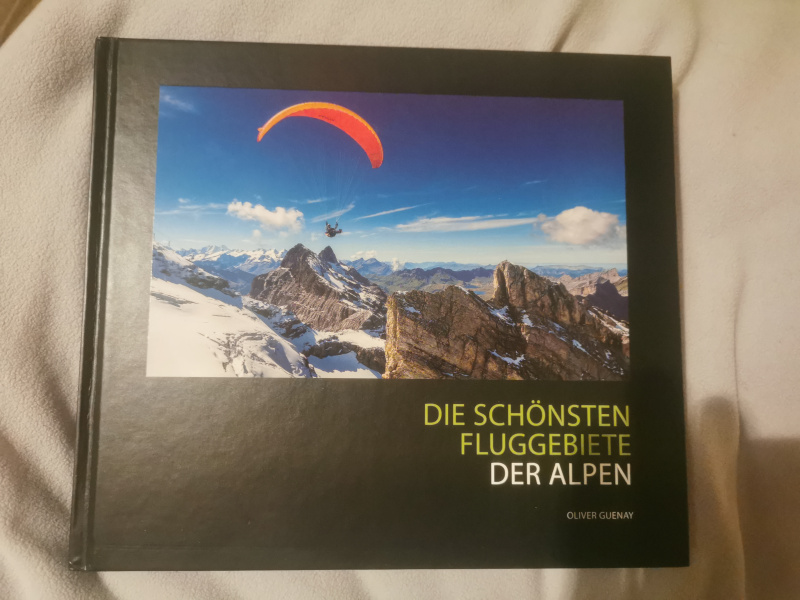 DIE SCHÖNSTEN
FLUGGEBIETE
DER ALPEN
OLIVER GUENAY